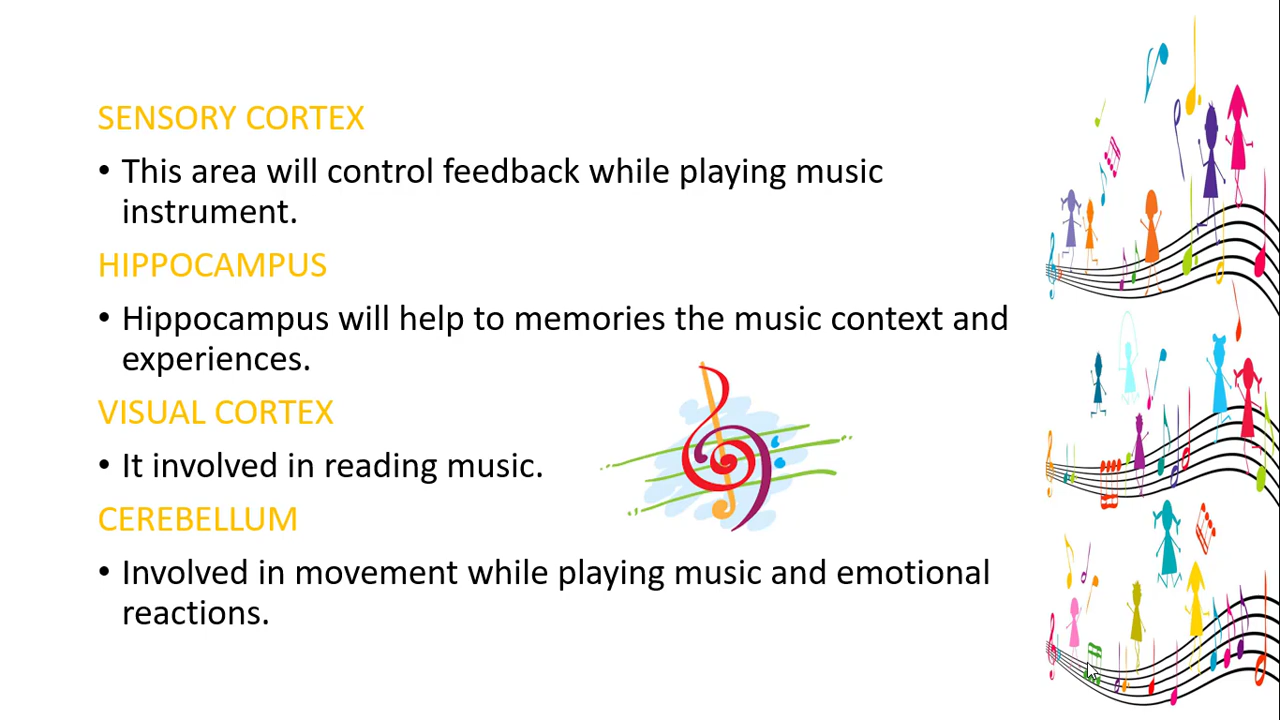 SENSORY CORTEX
• This area will control feedback while playing music
instrument.
HIPPOCAMPUS
• Hippocampus will help to memories the music context and
experiences.
VISUAL CORTEX
• It involved in reading music.
CEREBELLUM
• Involved in movement while playing music and emotional
reactions.